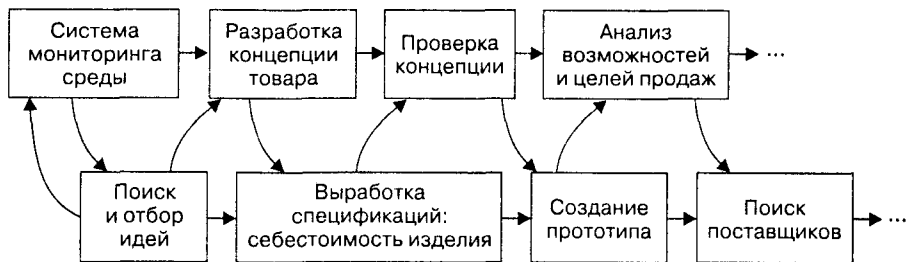 Система
мониторинга
среды
Разработка
концепции
товара
Проверка
концепции
Анализ
возможностей
и целей продаж
...
Поиск
и отбор
идей
Выработка
спецификаций:
себестоимость изделия
Создание
прототипа
Поиск
поставщиков
...